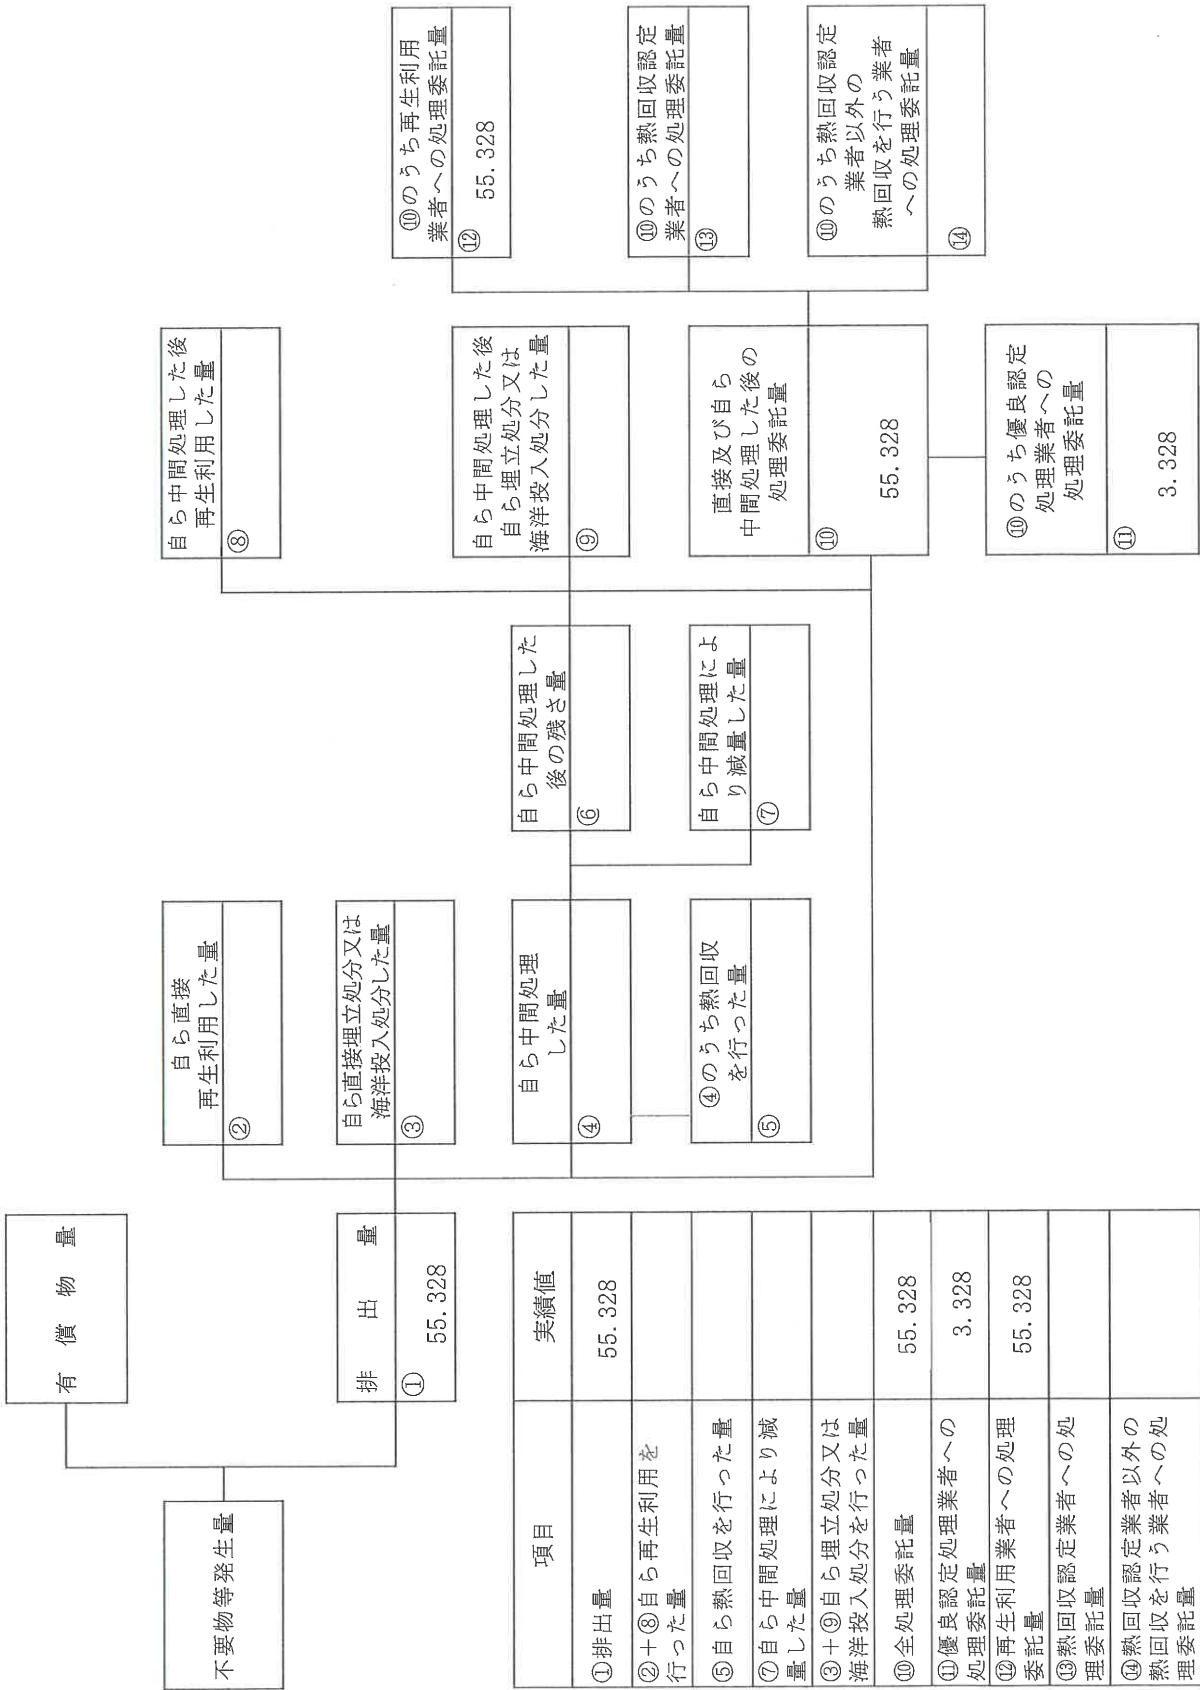 有償物量
不要物等発生量
排出量
①
55.328
自ら直接
再生利用した量
②
自ら直接埋立処分又は
海洋投入処分した量
③
自ら中間処理
した量
④
④のうち熱回収
を行った量
⑤
自ら中間処理した
後の残さ量
⑥
自ら中間処理によ
り減量した量
⑦
自ら中間処理した後
再生利用した量
⑧
自ら中間処理した後
自ら埋立処分又は
海洋投入処分した量
⑨
直接及び自ら
中間処理した後の
処理委託量
⑩
55.328
⑩のうち優良認定
処理業者への
処理委託量
⑪
3.328
⑩のうち再生利用
業者への処理委託量
⑫
55.328
⑩のうち熱回収認定
業者への処理委託量
⑬
⑩のうち熱回収認定
業者以外の
熱回収を行う業者
への処理委託量
⑭
項目 実績値
①排出量 55.328
②+⑧自ら再生利用を
行った量
⑤自ら熱回収を行った量
⑦自ら中間処理により減
量した量
③+⑨自ら埋立処分又は
海洋投入処分を行った量
⑩全処理委託量 55.328
⑪優良認定処理業者への
処理委託量 3.328
⑫再生利用業者への処理
委託量 55.328
⑬熱回収認定業者への処
理委託量
⑭熱回収認定業者以外の
熱回収を行う業者への処
理委託量